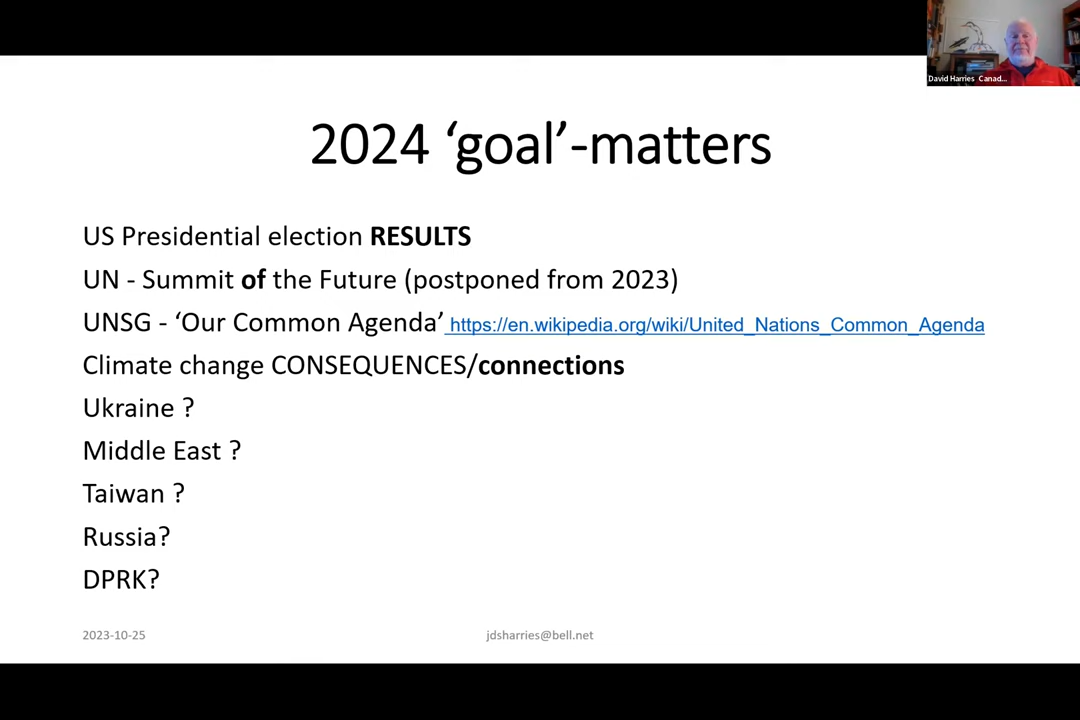 David Harries Canad...
2024 ‘goal’-matters
US Presidential election RESULTS
UN - Summit of the Future (postponed from 2023)
UNSG - ‘Our Common Agenda’ https://en.wikipedia.org/wiki/United_Nations_Common_Agenda
Climate change CONSEQUENCES/connections
Ukraine ?
Middle East ?
Taiwan ?
Russia?
DPRK?
2023-10-25
jdsharries@bell.net